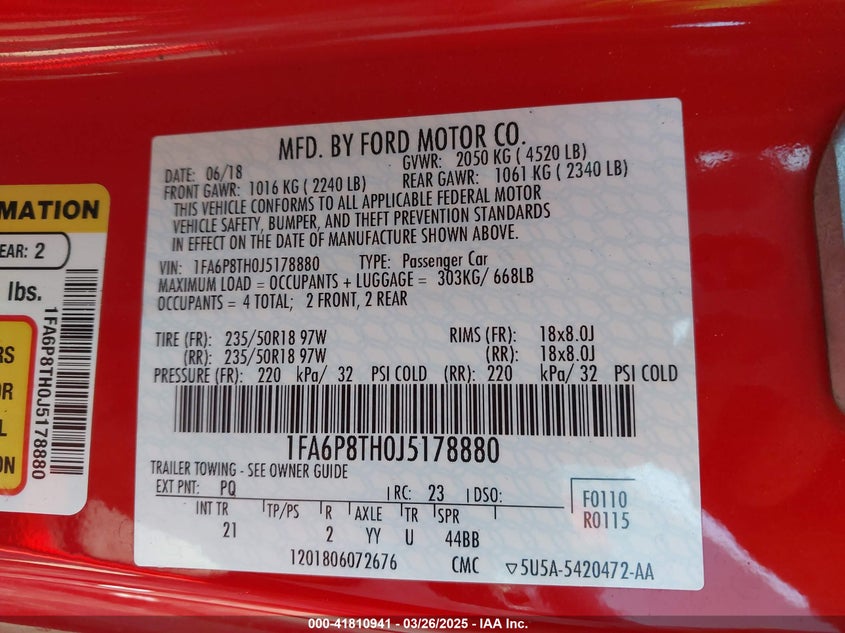 MFD. BY FORD MOTOR CO.
DATE: 06/18
GVWR: 2050 KG ( 4520 LB)
FRONT GAWR: 1016 KG ( 2240 LB)
REAR GAWR: 1061 KG ( 2340 LB)
THIS VEHICLE CONFORMS TO ALL APPLICABLE FEDERAL MOTOR
VEHICLE SAFETY, BUMPER, AND THEFT PREVENTION STANDARDS
IN EFFECT ON THE DATE OF MANUFACTURE SHOWN ABOVE.
VIN: 1FA6P8TH0J5178880 TYPE: Passenger Car
MAXIMUM LOAD = OCCUPANTS + LUGGAGE = 303KG/ 668LB
OCCUPANTS = 4 TOTAL; 2 FRONT, 2 REAR
TIRE (FR): 235/50R18 97W RIMS (FR): 18x8.0J
(RR): 235/50R18 97W (RR): 18x8.0J
PRESSURE (FR): 220 kPa/ 32 PSI COLD (RR): 220 kPa/ 32 PSI COLD
1FA6P8TH0J5178880
TRAILER TOWING - SEE OWNER GUIDE
EXT PNT: PQ RC: 23 DSO:
INT TR TP/PS R AXLE TR SPR
21 2 YY U 44BB
F0110
R0115
1201806072676 CMC 5U5A-5420472-AA
MATION
EAR: 2
lbs.
1FA6P8TH0J5178880
RS
OR
L
ON
000-41810941 / 03/26/2025 - IAA Inc.